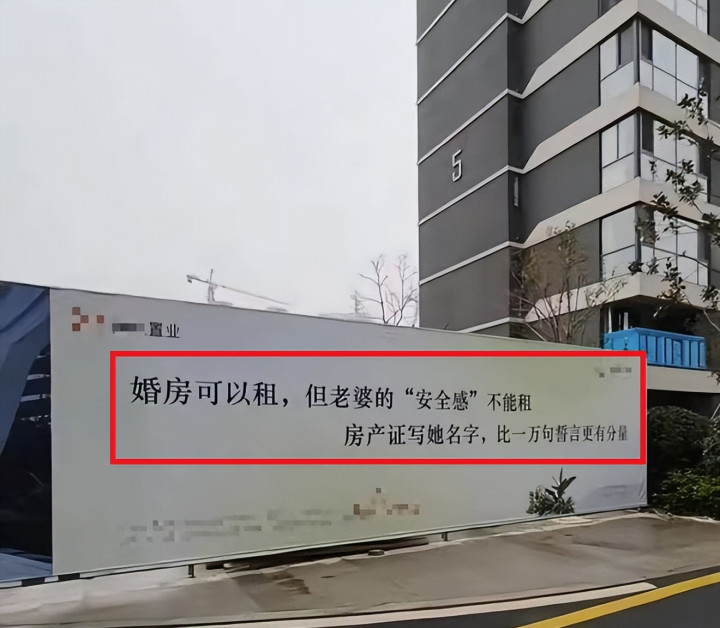 5
置业
婚房可以租，但老婆的“安全感”不能租
房产证写她名字，比一万句誓言更有分量